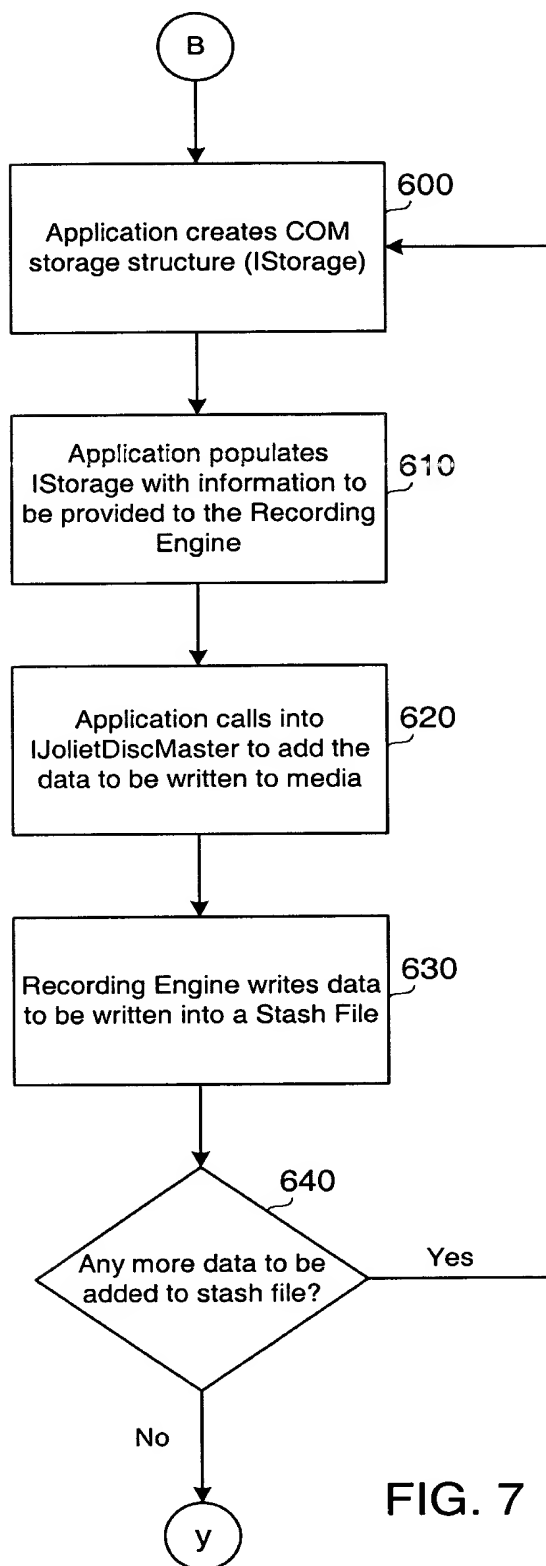 B
600
Application creates COM
storage structure (IStorage)
610
Application populates
IStorage with information to
be provided to the Recording
Engine
620
Application calls into
IJolietDiscMaster to add the
data to be written to media
630
Recording Engine writes data
to be written into a Stash File
640
Any more data to be
added to stash file?
Yes
No
y
FIG. 7